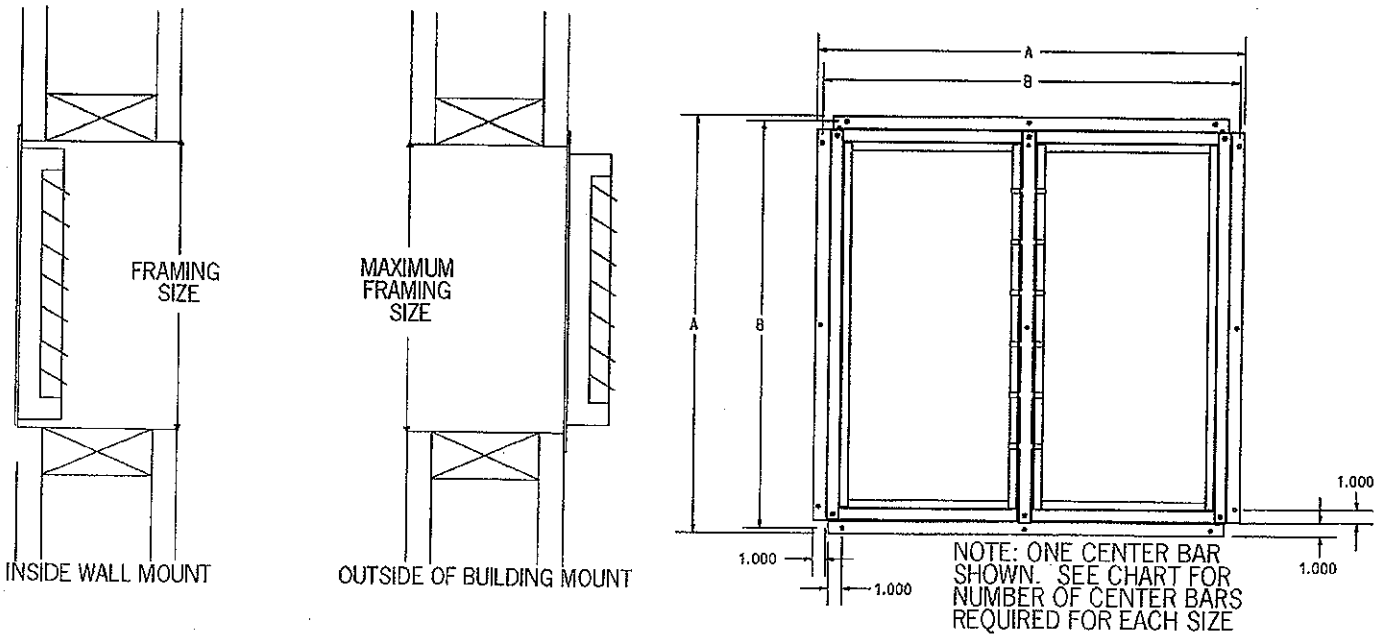 A
B
FRAMING
SIZE
MAXIMUM
FRAMING
SIZE
A
B
1.000
1.000
1.000
1.000
INSIDE WALL MOUNT
OUTSIDE OF BUILDING MOUNT
NOTE: ONE CENTER BAR
SHOWN. SEE CHART FOR
NUMBER OF CENTER BARS
REQUIRED FOR EACH SIZE